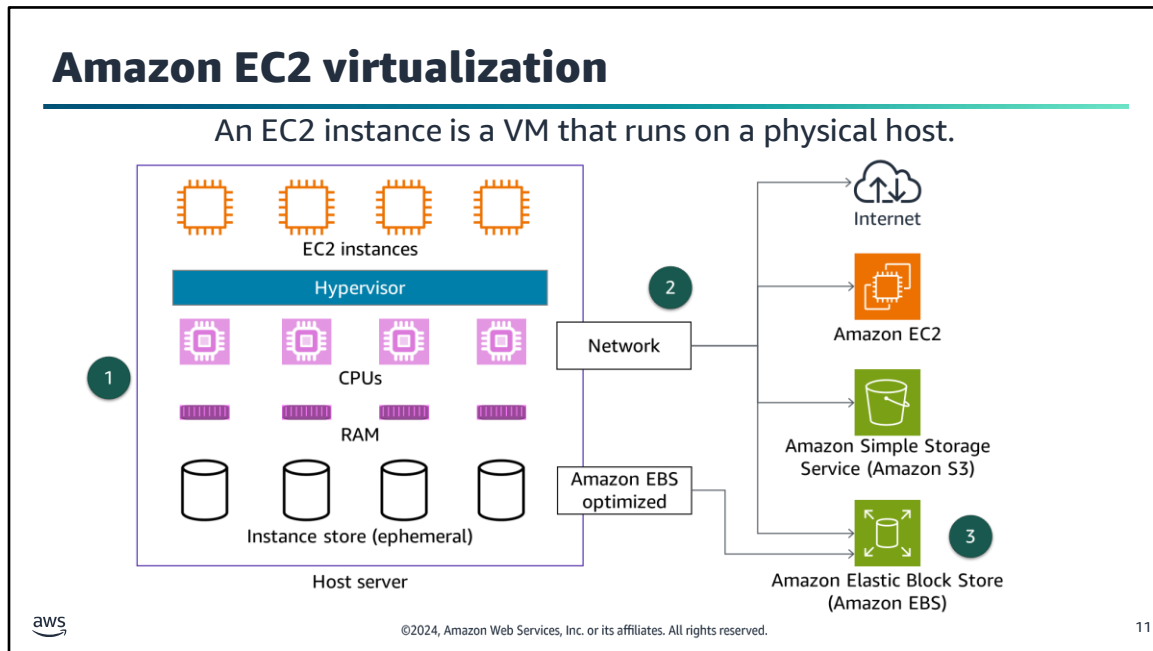 Amazon EC2 virtualization
An EC2 instance is a VM that runs on a physical host.
EC2 instances
Hypervisor
CPUs
RAM
Instance store (ephemeral)
Host server
1
Network
Amazon EBS
optimized
2
Internet
Amazon EC2
Amazon Simple Storage
Service (Amazon S3)
3
Amazon Elastic Block Store
(Amazon EBS)
aws
©2024, Amazon Web Services, Inc. or its affiliates. All rights reserved.
11